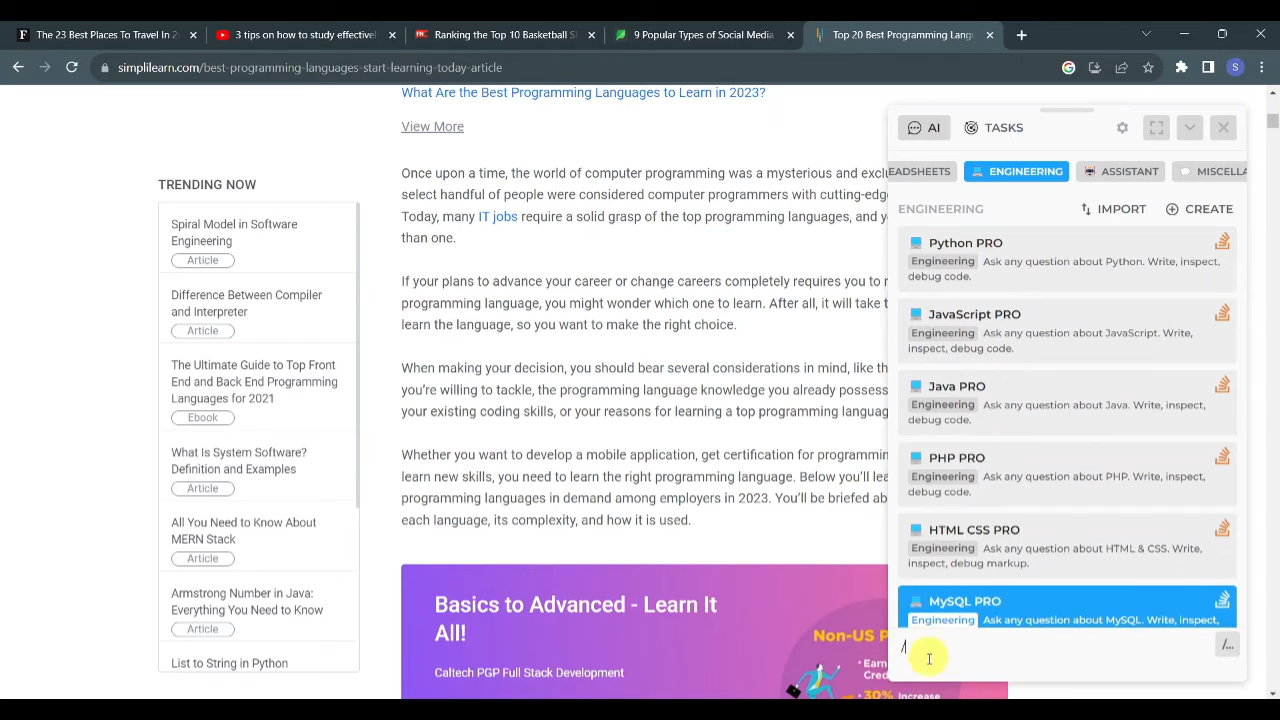 The 23 Best Places To Travel In 2
3 tips on how to study effectivel
Ranking the Top 10 Basketball S
9 Popular Types of Social Media
Top 20 Best Programming Langu
simplilearn.com/best-programming-languages-start-learning-today-article
S
What Are the Best Programming Languages to Learn in 2023?
View More
TRENDING NOW
Spiral Model in Software
Engineering
Article
Difference Between Compiler
and Interpreter
Article
The Ultimate Guide to Top Front
End and Back End Programming
Languages for 2021
Ebook
What Is System Software?
Definition and Examples
Article
All You Need to Know About
MERN Stack
Article
Armstrong Number in Java:
Everything You Need to Know
Article
List to String in Python
Once upon a time, the world of computer programming was a mysterious and exclu
select handful of people were considered computer programmers with cutting-edge
Today, many IT jobs require a solid grasp of the top programming languages, and y
than one.
If your plans to advance your career or change careers completely requires you to
programming language, you might wonder which one to learn. After all, it will take t
learn the language, so you want to make the right choice.
When making your decision, you should bear several considerations in mind, like th
you're willing to tackle, the programming language knowledge you already possess
your existing coding skills, or your reasons for learning a top programming language
Whether you want to develop a mobile application, get certification for programmin
learn new skills, you need to learn the right programming language. Below you'll lea
programming languages in demand among employers in 2023. You'll be briefed ab
each language, its complexity, and how it is used.
Basics to Advanced - Learn It
All!
Caltech PGP Full Stack Development
Non-US P
• Earn
Cred
• 30% Increase
AI
TASKS
EADSHEETS
ENGINEERING
ASSISTANT
MISCELLA
ENGINEERING
IMPORT
CREATE
Python PRO
Engineering Ask any question about Python. Write, inspect,
debug code.
JavaScript PRO
Engineering Ask any question about JavaScript. Write,
inspect, debug code.
Java PRO
Engineering Ask any question about Java. Write, inspect,
debug code.
PHP PRO
Engineering Ask any question about PHP. Write, inspect,
debug code.
HTML CSS PRO
Engineering Ask any question about HTML & CSS. Write,
inspect, debug markup.
MySQL PRO
Engineering Ask any question about MySQL. Write, inspect,
/
/...